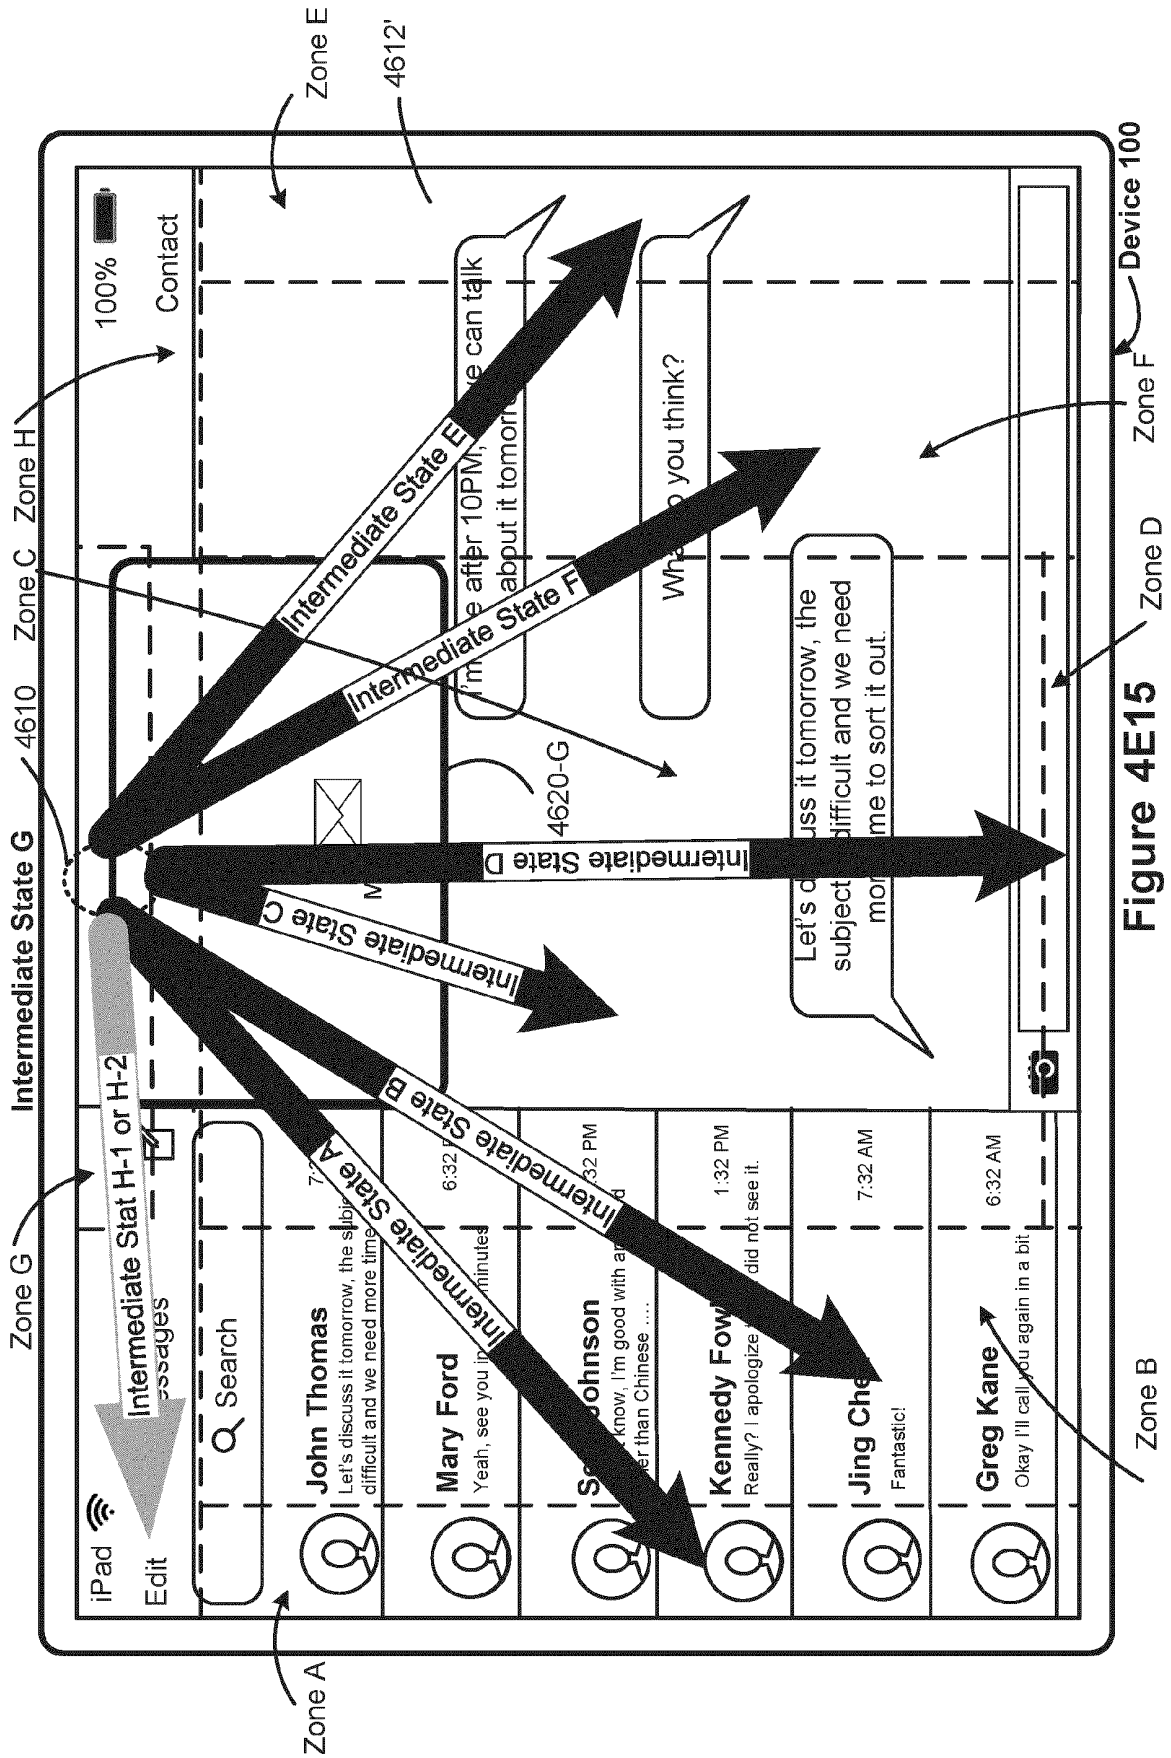 Intermediate State G
4610
Zone C
Zone H
Zone G
Zone E
4612'
Zone A
iPad
100%
Edit
essages
Contact
Intermediate Stat H-1 or H-2
Search
John Thomas
Let's discuss it tomorrow, the subje
difficult and we need more time
Mary Ford
6:32 P
Yeah, see you in minutes
Johnson
:32 PM
know, I'm good with an
er than Chinese ....
Kennedy Fow
1:32 PM
Really? I apologize did not see it.
Jing Che
7:32 AM
Fantastic!
Greg Kane
6:32 AM
Okay I'll call you again in a bit
Intermediate State A
Intermediate State B
Intermediate State C
Intermediate State D
Intermediate State F
Intermediate State E
M
4620-G
I'm e after 10PM, we can talk
about it tomorr
Wha o you think?
Let's d uss it tomorrow, the
subjec difficult and we need
mor me to sort it out.
Zone B
Zone D
Zone F
Device 100
Figure 4E15